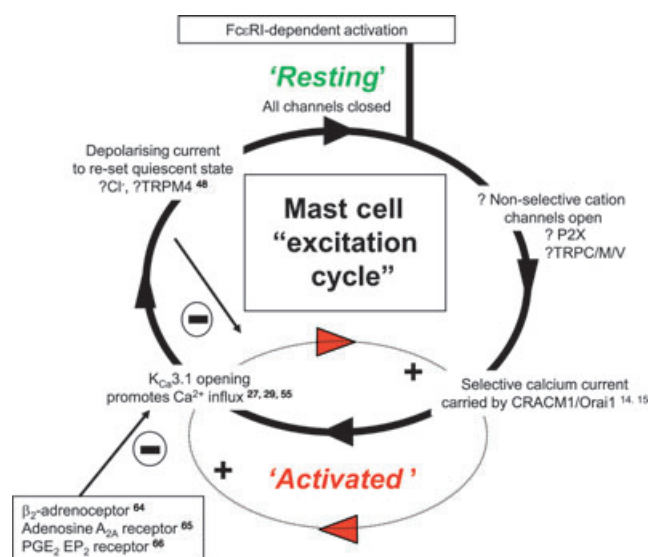 FcεRI-dependent activation
'Resting'
All channels closed
Depolarising current
to re-set quiescent state
?Cl-, ?TRPM4 48
Mast cell
"excitation
cycle"
? Non-selective cation
channels open
? P2X
?TRPC/M/V
KCa3.1 opening
promotes Ca2+ influx 27, 29, 55
+
Selective calcium current
carried by CRACM1/Orai1 14, 15
+
'Activated'
β2-adrenoceptor 64
Adenosine A2A receptor 65
PGE2 EP2 receptor 66